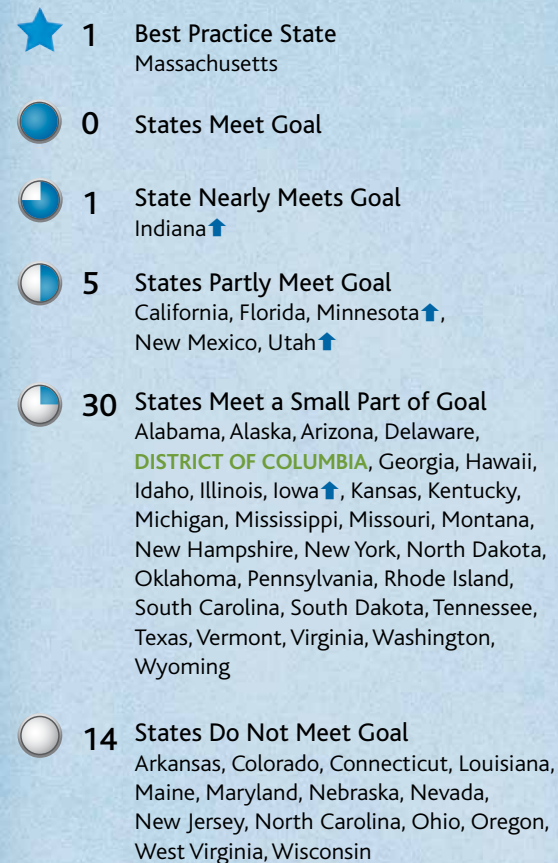 1 Best Practice State
Massachusetts
0 States Meet Goal
1 State Nearly Meets Goal
Indiana⬆
5 States Partly Meet Goal
California, Florida, Minnesota⬆,
New Mexico, Utah⬆
30 States Meet a Small Part of Goal
Alabama, Alaska, Arizona, Delaware,
DISTRICT OF COLUMBIA, Georgia, Hawaii,
Idaho, Illinois, Iowa⬆, Kansas, Kentucky,
Michigan, Mississippi, Missouri, Montana,
New Hampshire, New York, North Dakota,
Oklahoma, Pennsylvania, Rhode Island,
South Carolina, South Dakota, Tennessee,
Texas, Vermont, Virginia, Washington,
Wyoming
14 States Do Not Meet Goal
Arkansas, Colorado, Connecticut, Louisiana,
Maine, Maryland, Nebraska, Nevada,
New Jersey, North Carolina, Ohio, Oregon,
West Virginia, Wisconsin